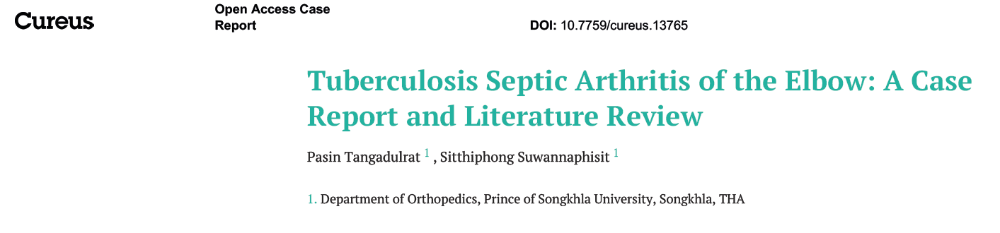 Cureus
Open Access Case
Report
DOI: 10.7759/cureus.13765
Tuberculosis Septic Arthritis of the Elbow: A Case
Report and Literature Review
Pasin Tangadulrat 1 , Sitthiphong Suwannaphisit 1
1. Department of Orthopedics, Prince of Songkhla University, Songkhla, THA